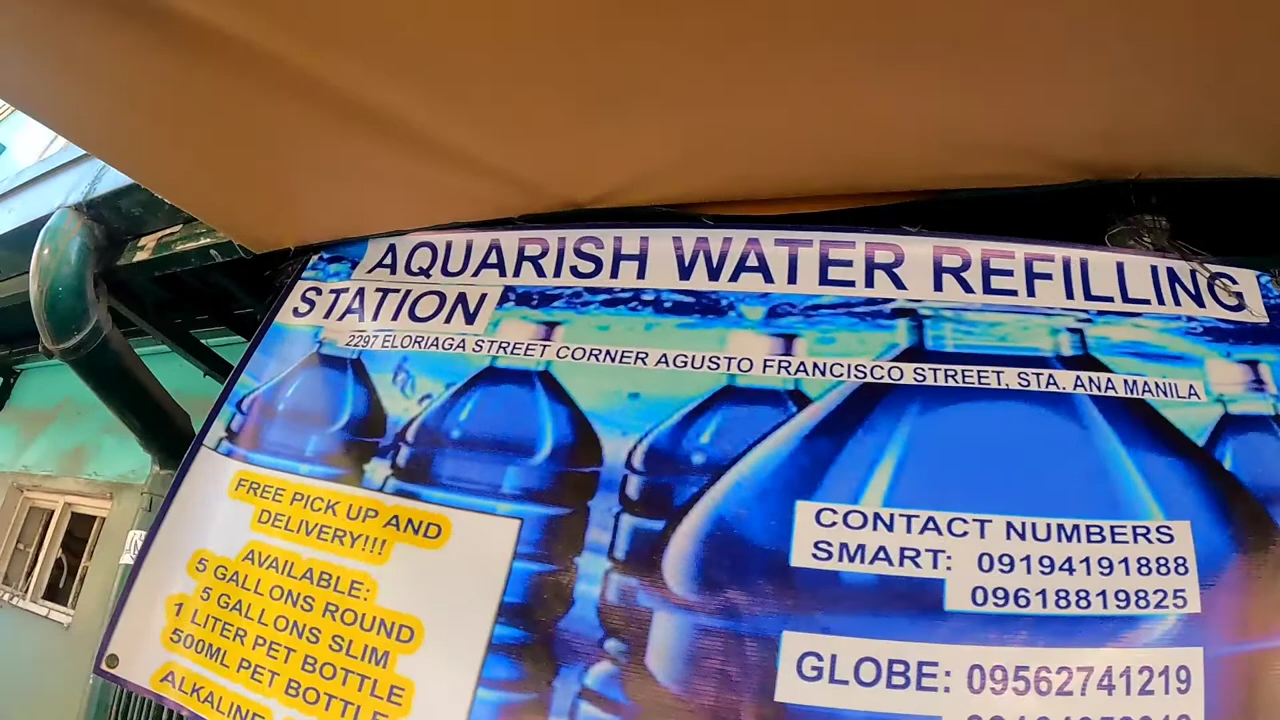 AQUARISH WATER REFILLING
STATION
2297 ELORIAGA STREET CORNER AGUSTO FRANCISCO STREET, STA. ANA MANILA
FREE PICK UP AND
DELIVERY!!!
AVAILABLE:
5 GALLONS ROUND
5 GALLONS SLIM
1 LITER PET BOTTLE
500ML PET BOTTLE
ALKALINE
CONTACT NUMBERS
SMART: 09194191888
09618819825
GLOBE: 09562741219